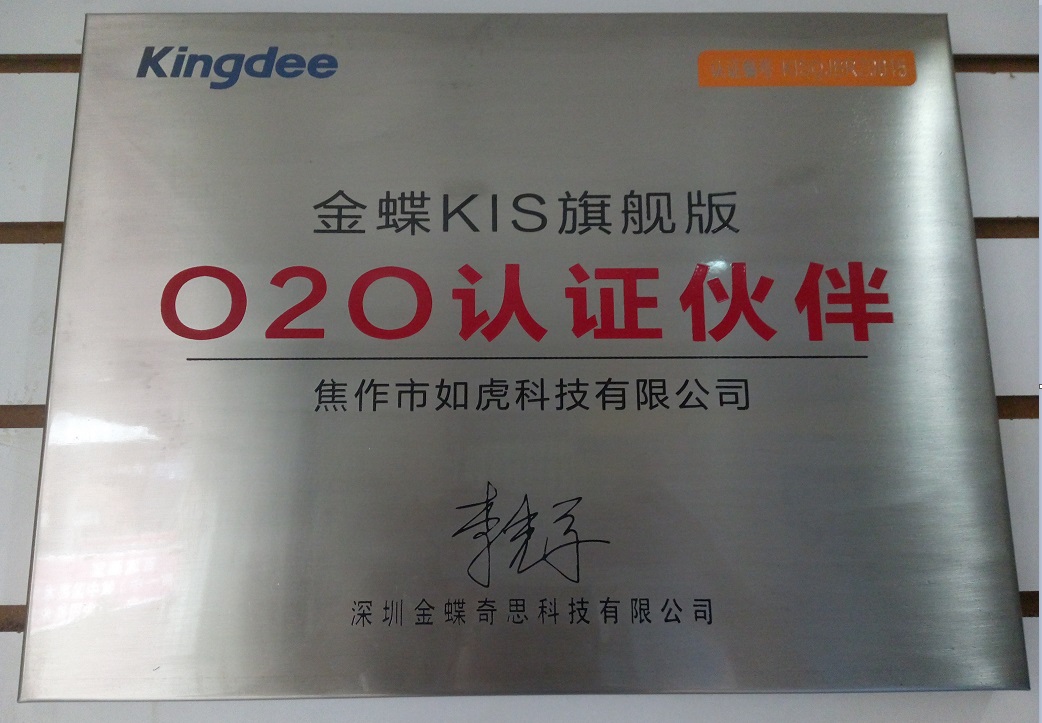 Kingdee
金蝶KIS旗舰版
O2O认证伙伴
焦作市如虎科技有限公司
深圳金蝶奇思科技有限公司